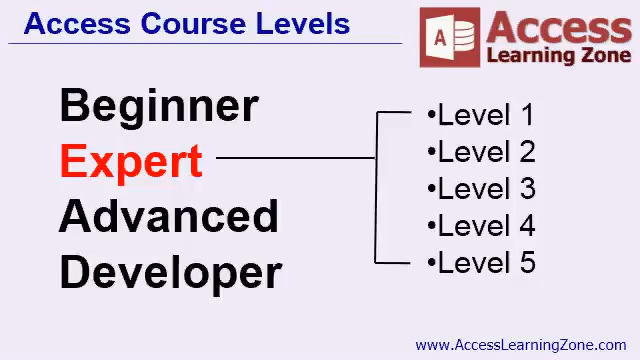 Access Course Levels
A
Access
Learning Zone
Beginner
Expert
Advanced
Developer
•Level 1
•Level 2
•Level 3
•Level 4
•Level 5
www.AccessLearningZone.com